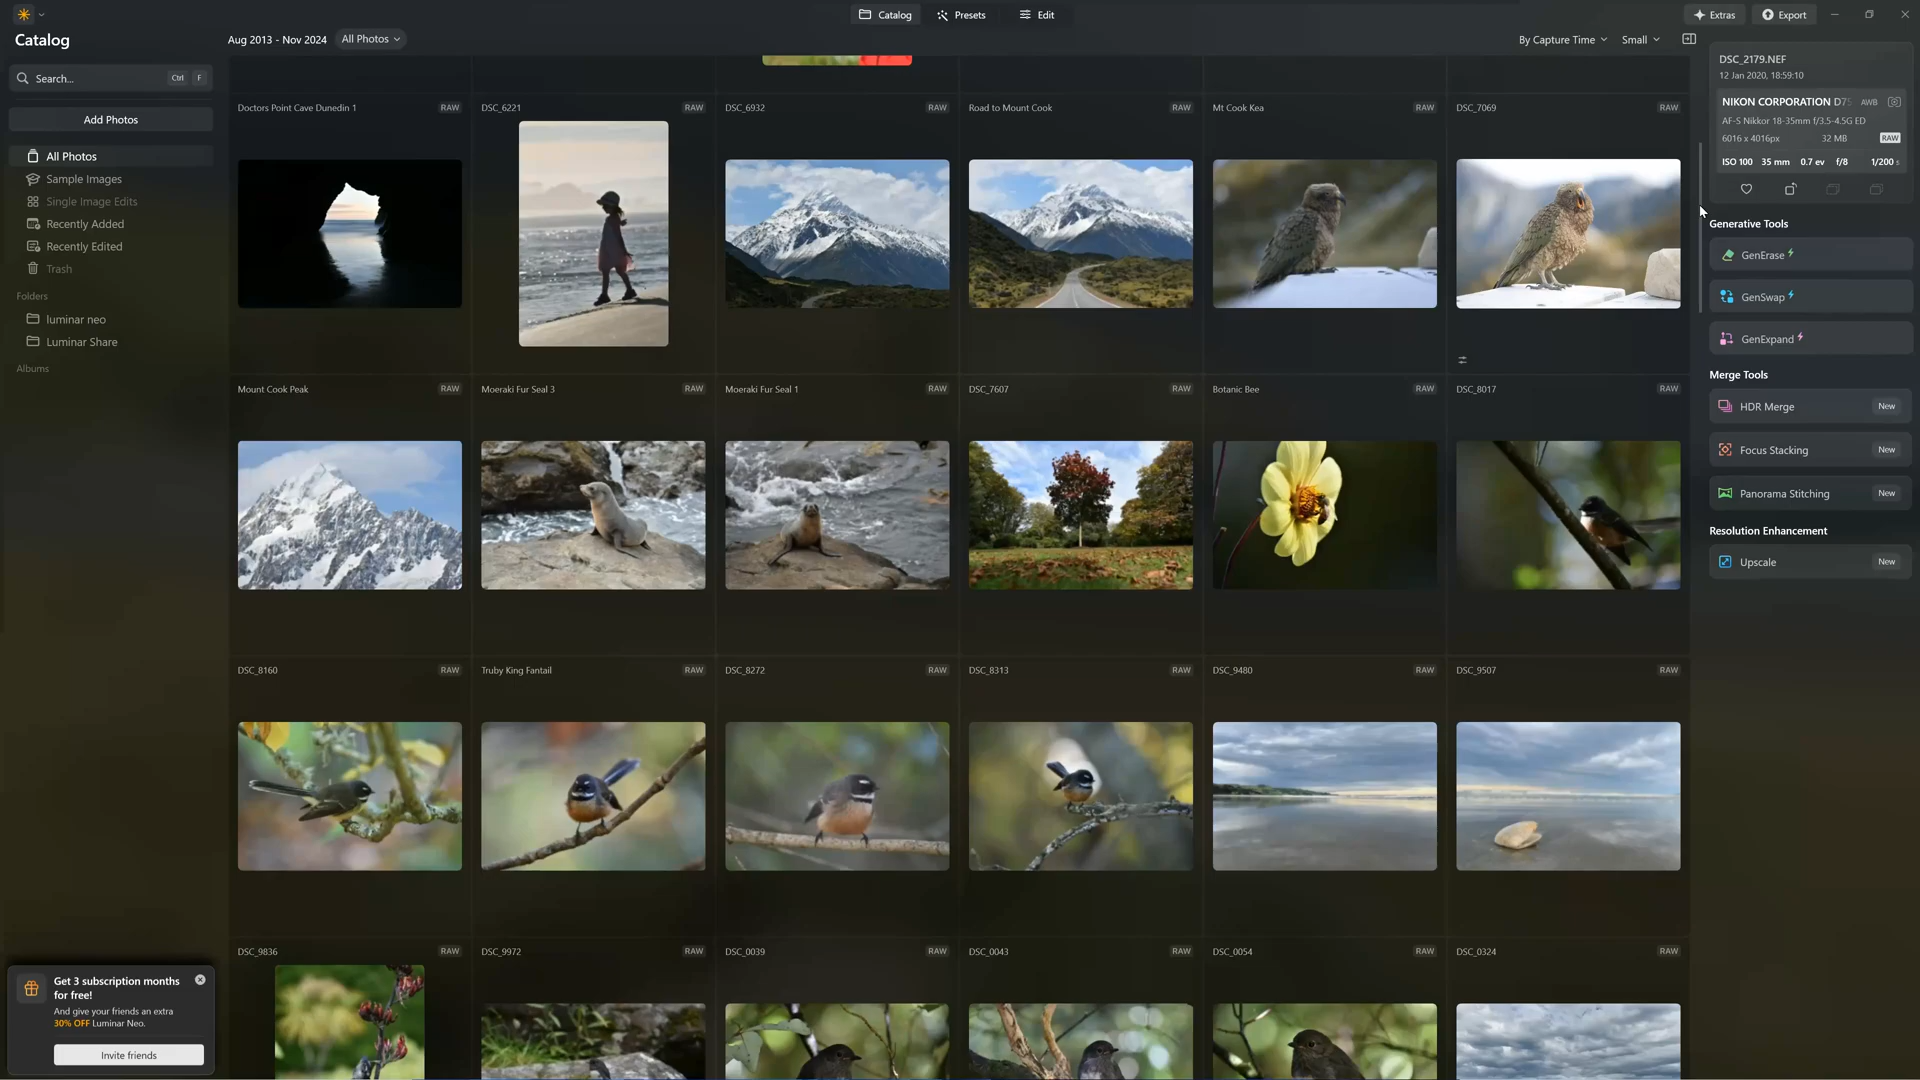 Catalog
Presets
Edit
Extras
Export
Catalog
Aug 2013 - Nov 2024
All Photos
By Capture Time
Small
Search...
Ctrl
F
Add Photos
All Photos
Sample Images
Single Image Edits
Recently Added
Recently Edited
Trash
Folders
luminar neo
Luminar Share
Albums
Get 3 subscription months
for free!
And give your friends an extra
30% OFF Luminar Neo.
Invite friends
Doctors Point Cave Dunedin 1
RAW
DSC_6221
RAW
DSC_6932
RAW
Road to Mount Cook
RAW
Mt Cook Kea
RAW
DSC_7069
RAW
Mount Cook Peak
RAW
Moeraki Fur Seal 3
RAW
Moeraki Fur Seal 1
RAW
DSC_7607
RAW
Botanic Bee
RAW
DSC_8017
RAW
DSC_8160
RAW
Truby King Fantail
RAW
DSC_8272
RAW
DSC_8313
RAW
DSC_9480
RAW
DSC_9507
RAW
DSC_9836
RAW
DSC_9972
RAW
DSC_0039
RAW
DSC_0043
RAW
DSC_0054
RAW
DSC_0324
RAW
DSC_2179.NEF
12 Jan 2020, 18:59:10
NIKON CORPORATION D75
AWB
AF-S Nikkor 18-35mm f/3.5-4.5G ED
6016 x 4016px
32 MB
RAW
ISO 100
35 mm
0.7 ev
f/8
1/200 s
Generative Tools
GenErase
GenSwap
GenExpand
Merge Tools
HDR Merge
New
Focus Stacking
New
Panorama Stitching
New
Resolution Enhancement
Upscale
New